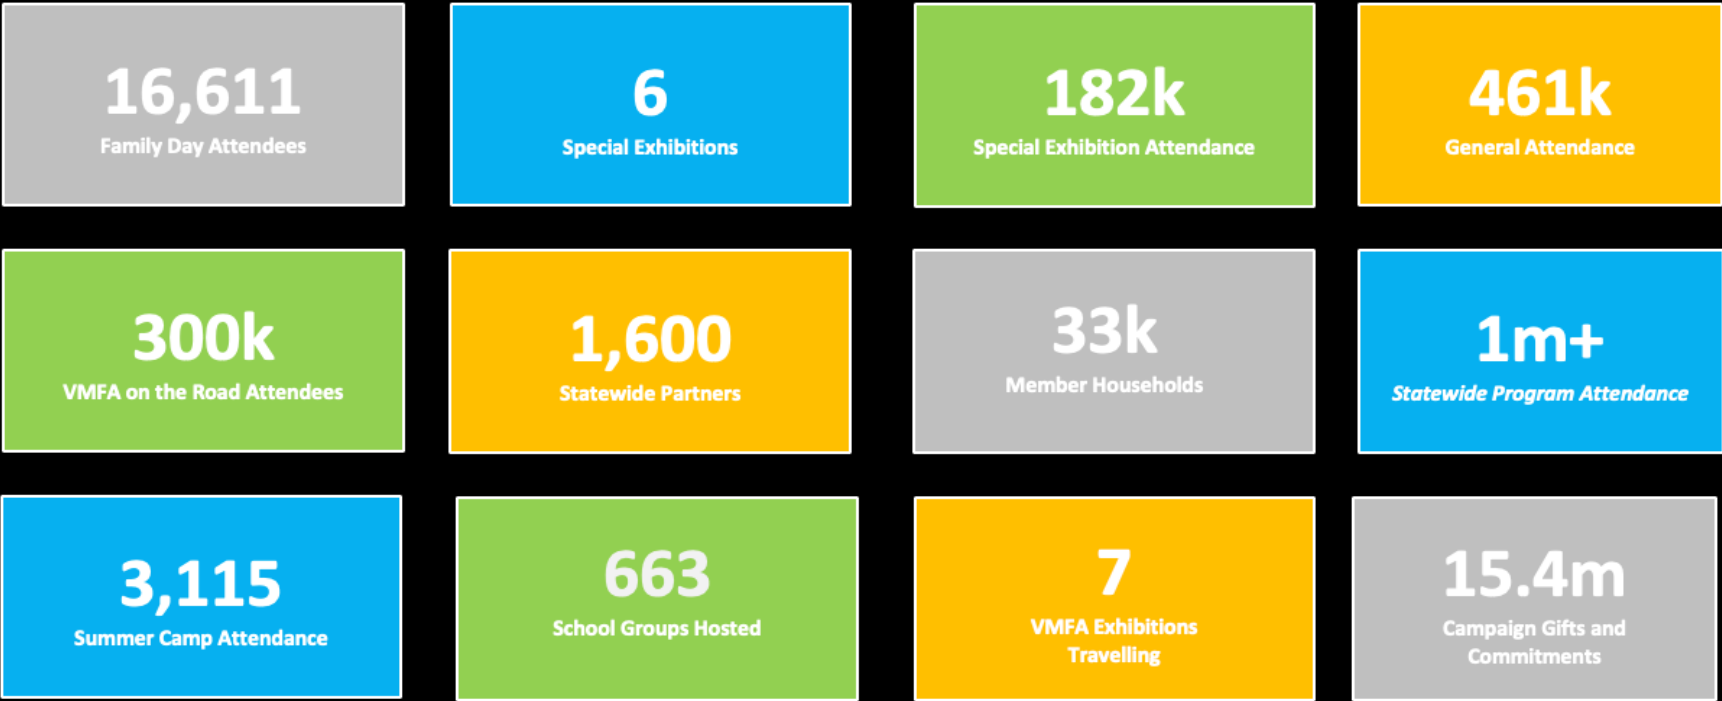 16,611
Family Day Attendees
6
Special Exhibitions
182k
Special Exhibition Attendance
461k
General Attendance
300k
VMFA on the Road Attendees
1,600
Statewide Partners
33k
Member Households
1m+
Statewide Program Attendance
3,115
Summer Camp Attendance
663
School Groups Hosted
7
VMFA Exhibitions
Travelling
15.4m
Campaign Gifts and
Commitments